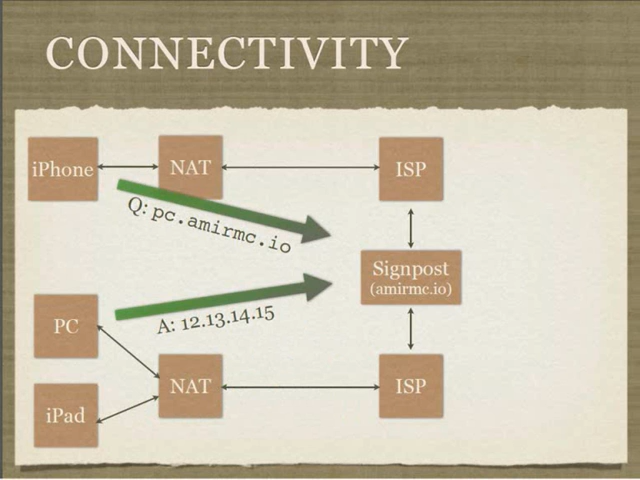 CONNECTIVITY
iPhone
NAT
ISP
Q: pc.amirmc.io
Signpost
(amirmc.io)
A: 12.13.14.15
PC
NAT
ISP
iPad